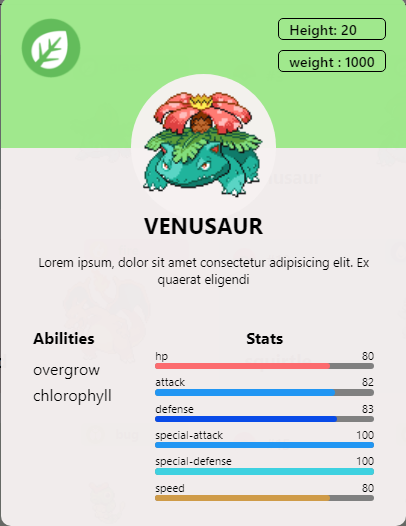 Height: 20
weight : 1000
VENUSAUR
Lorem ipsum, dolor sit amet consectetur adipisicing elit. Ex
quaerat eligendi
Abilities
overgrow
chlorophyll
Stats
hp 80
attack 82
defense 83
special-attack 100
special-defense 100
speed 80